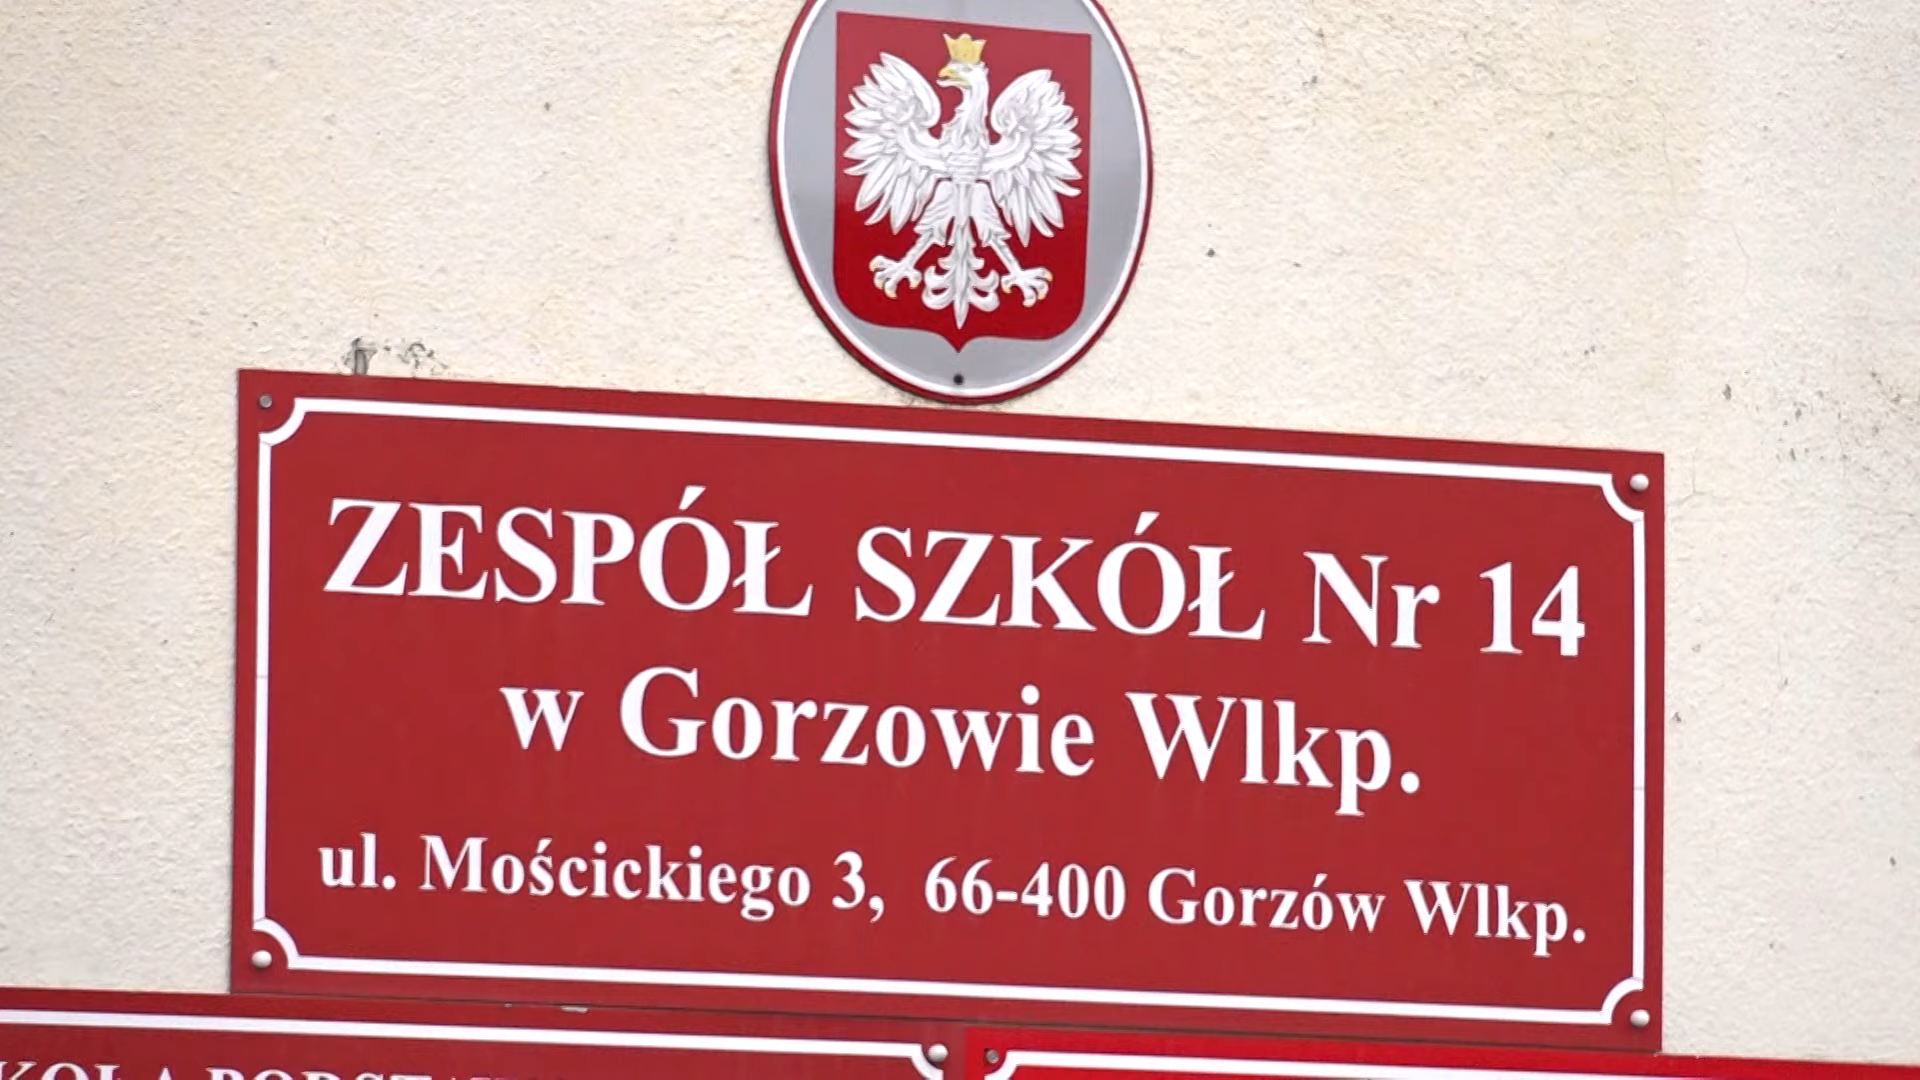 ZESPÓŁ SZKÓŁ Nr 14
w Gorzowie Wlkp.
ul. Mościckiego 3, 66-400 Gorzów Wlkp.